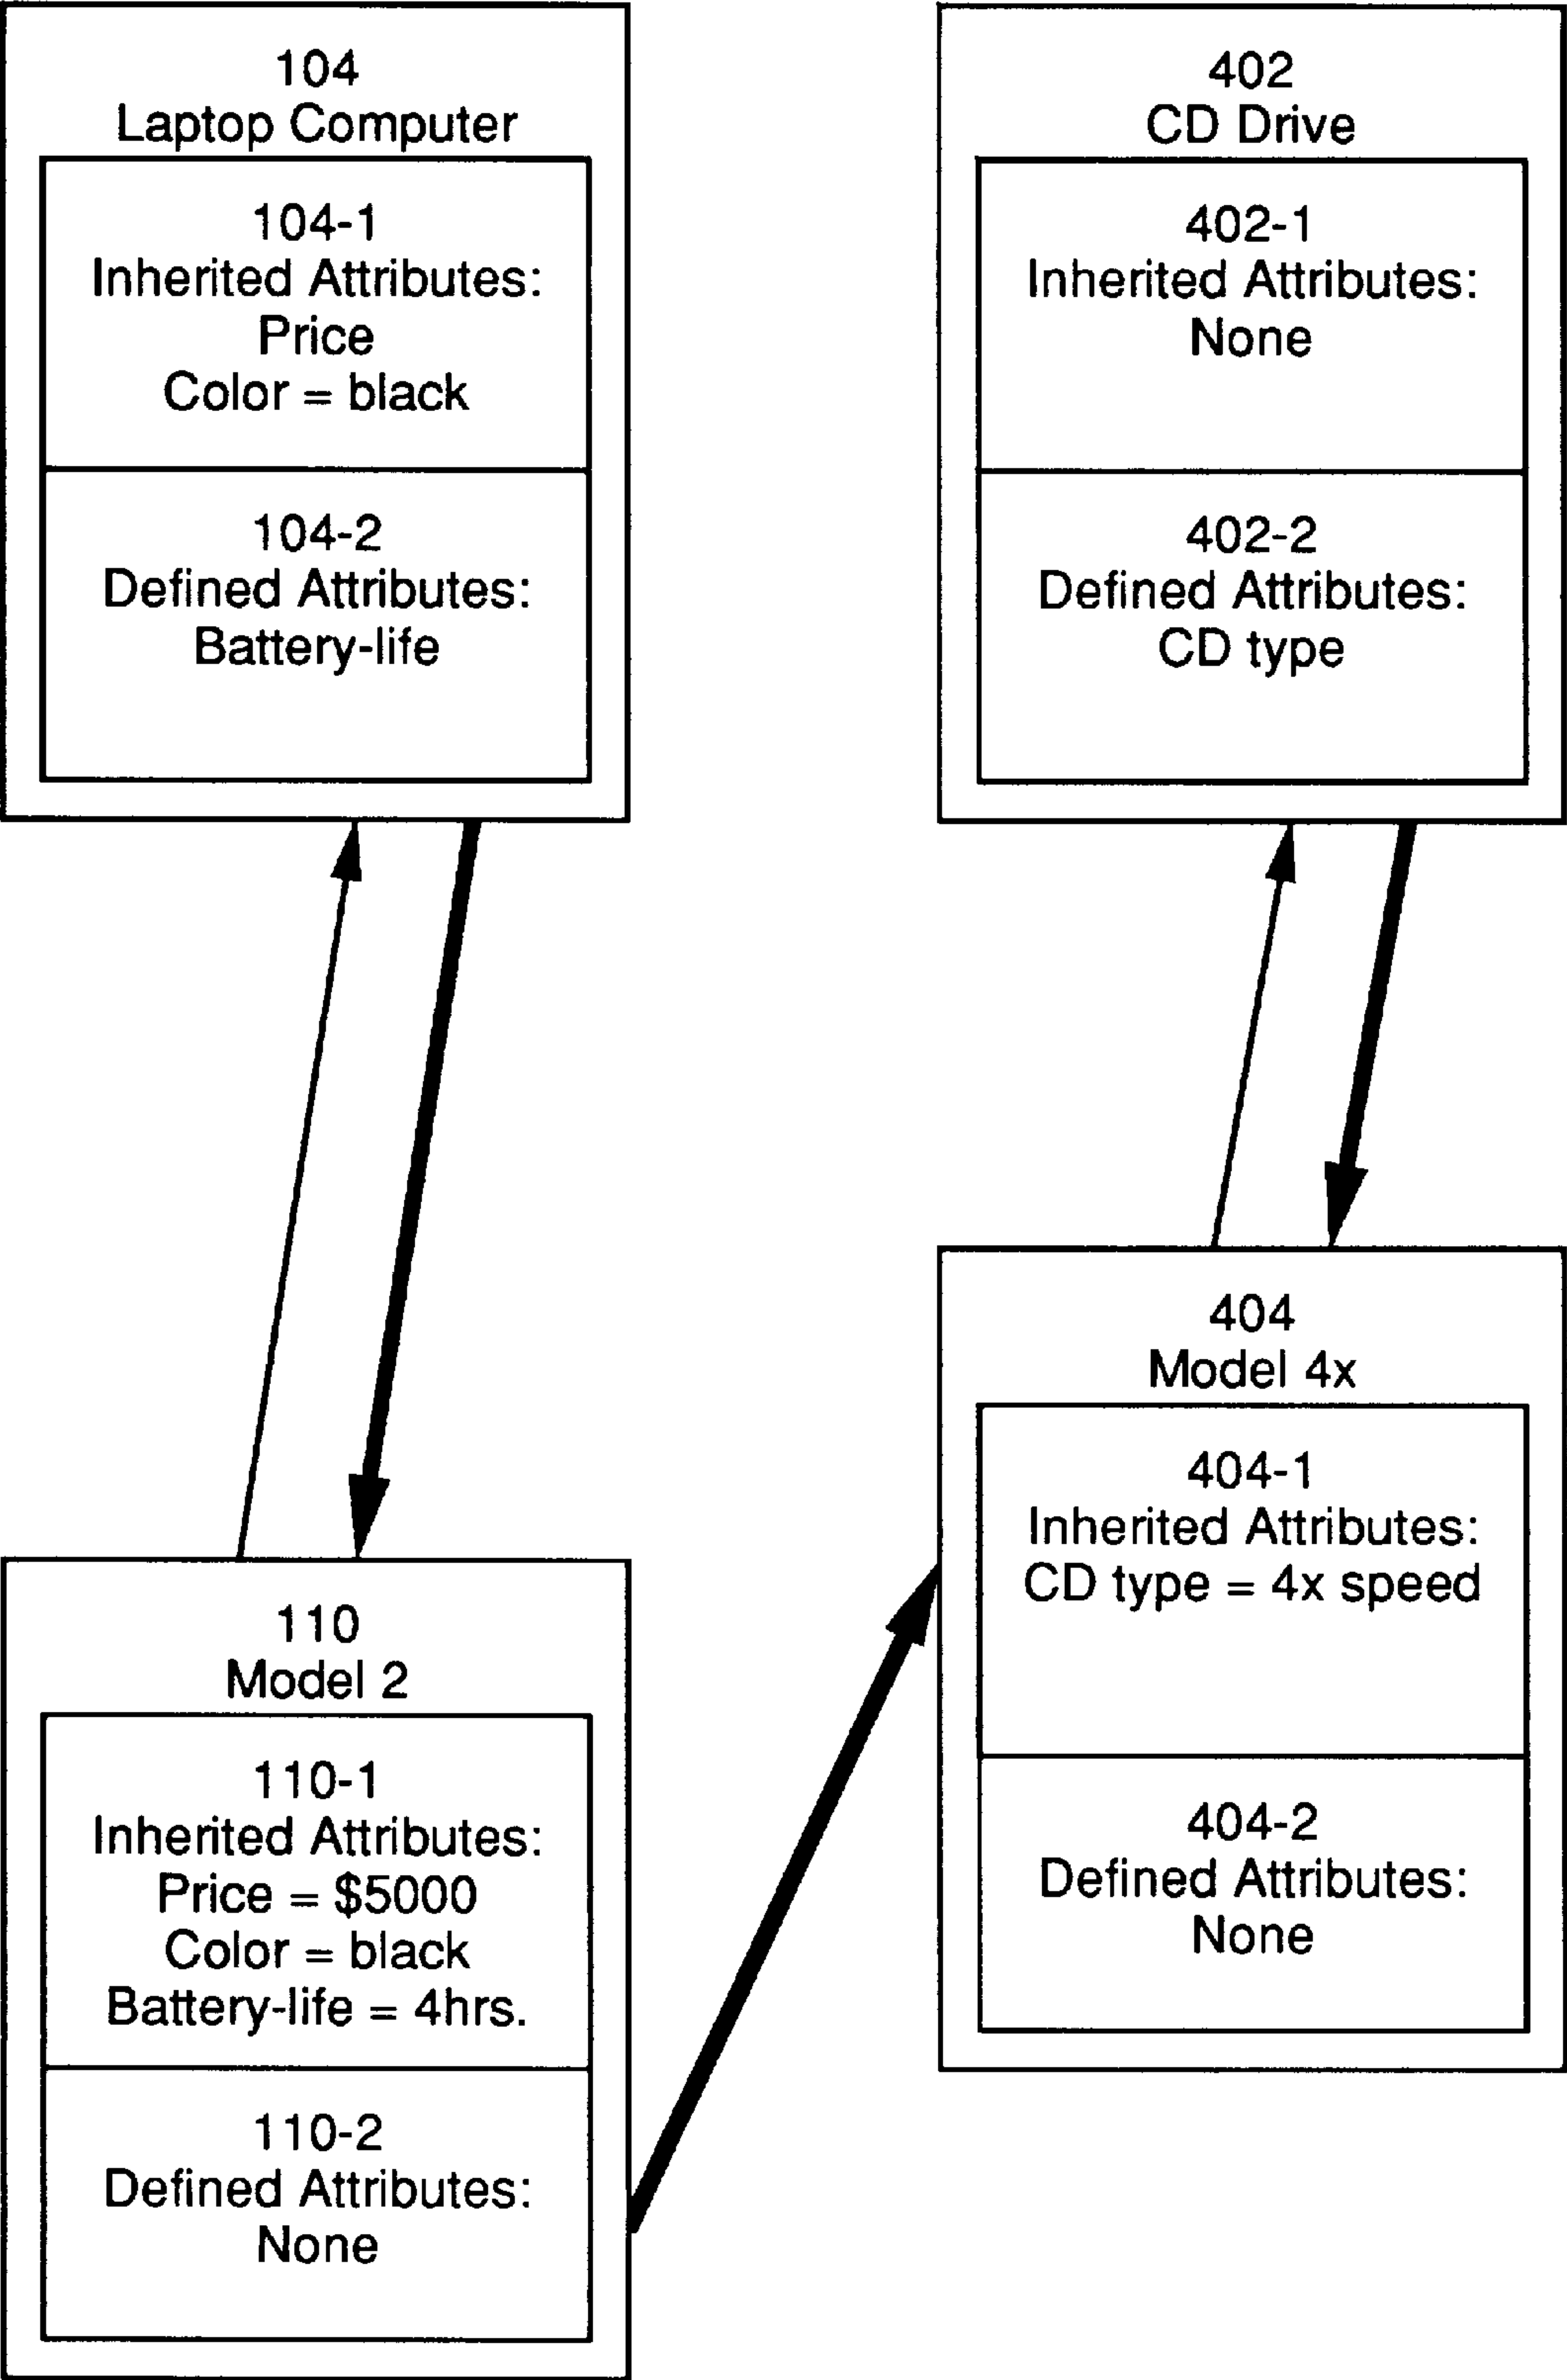 104
Laptop Computer
104-1
Inherited Attributes:
Price
Color = black
104-2
Defined Attributes:
Battery-life
402
CD Drive
402-1
Inherited Attributes:
None
402-2
Defined Attributes:
CD type
110
Model 2
110-1
Inherited Attributes:
Price = $5000
Color = black
Battery-life = 4hrs.
110-2
Defined Attributes:
None
404
Model 4x
404-1
Inherited Attributes:
CD type = 4x speed
404-2
Defined Attributes:
None